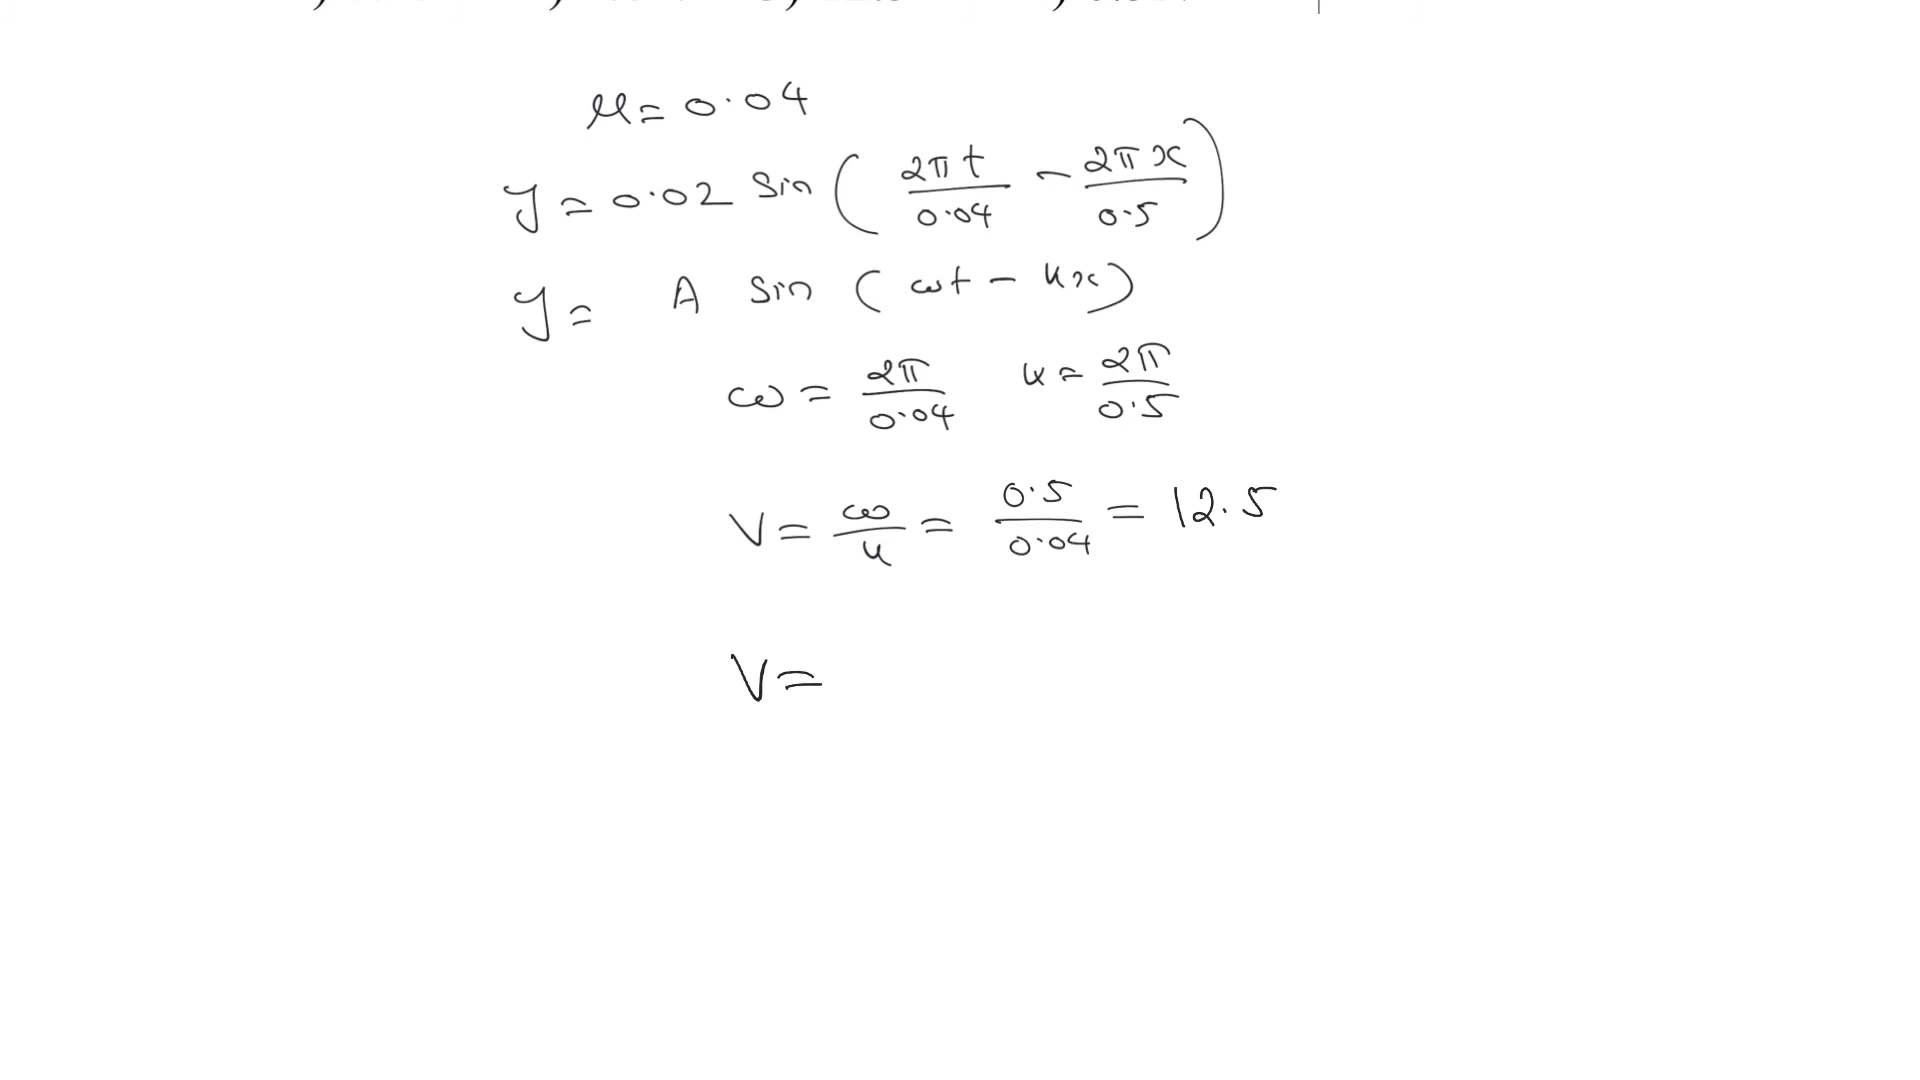 μ = 0.04
y = 0.02 Sin ( 2πt/0.04 − 2πx/0.5 )
y = A Sin ( ωt − kx )
ω = 2π/0.04 k = 2π/0.5
V = ω/k = 0.5/0.04 = 12.5
V =